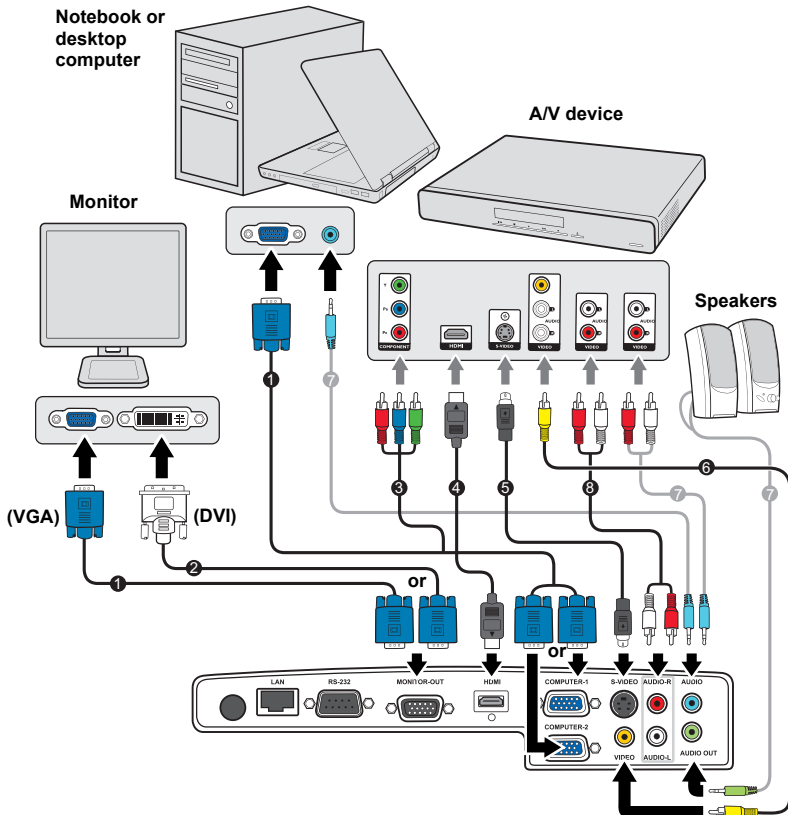 Notebook or
desktop
computer
A/V device
Monitor
Speakers
Y
COMPONENT
HDMI
S-VIDEO
AUDIO
VIDEO
AUDIO
VIDEO
AUDIO
VIDEO
1
7
3
4
5
6
8
7
7
(VGA)
(DVI)
1
2
or
or
LAN
RS-232
MONITOR-OUT
HDMI
COMPUTER-1
S-VIDEO
AUDIO-R
AUDIO
COMPUTER-2
VIDEO
AUDIO-L
AUDIO OUT